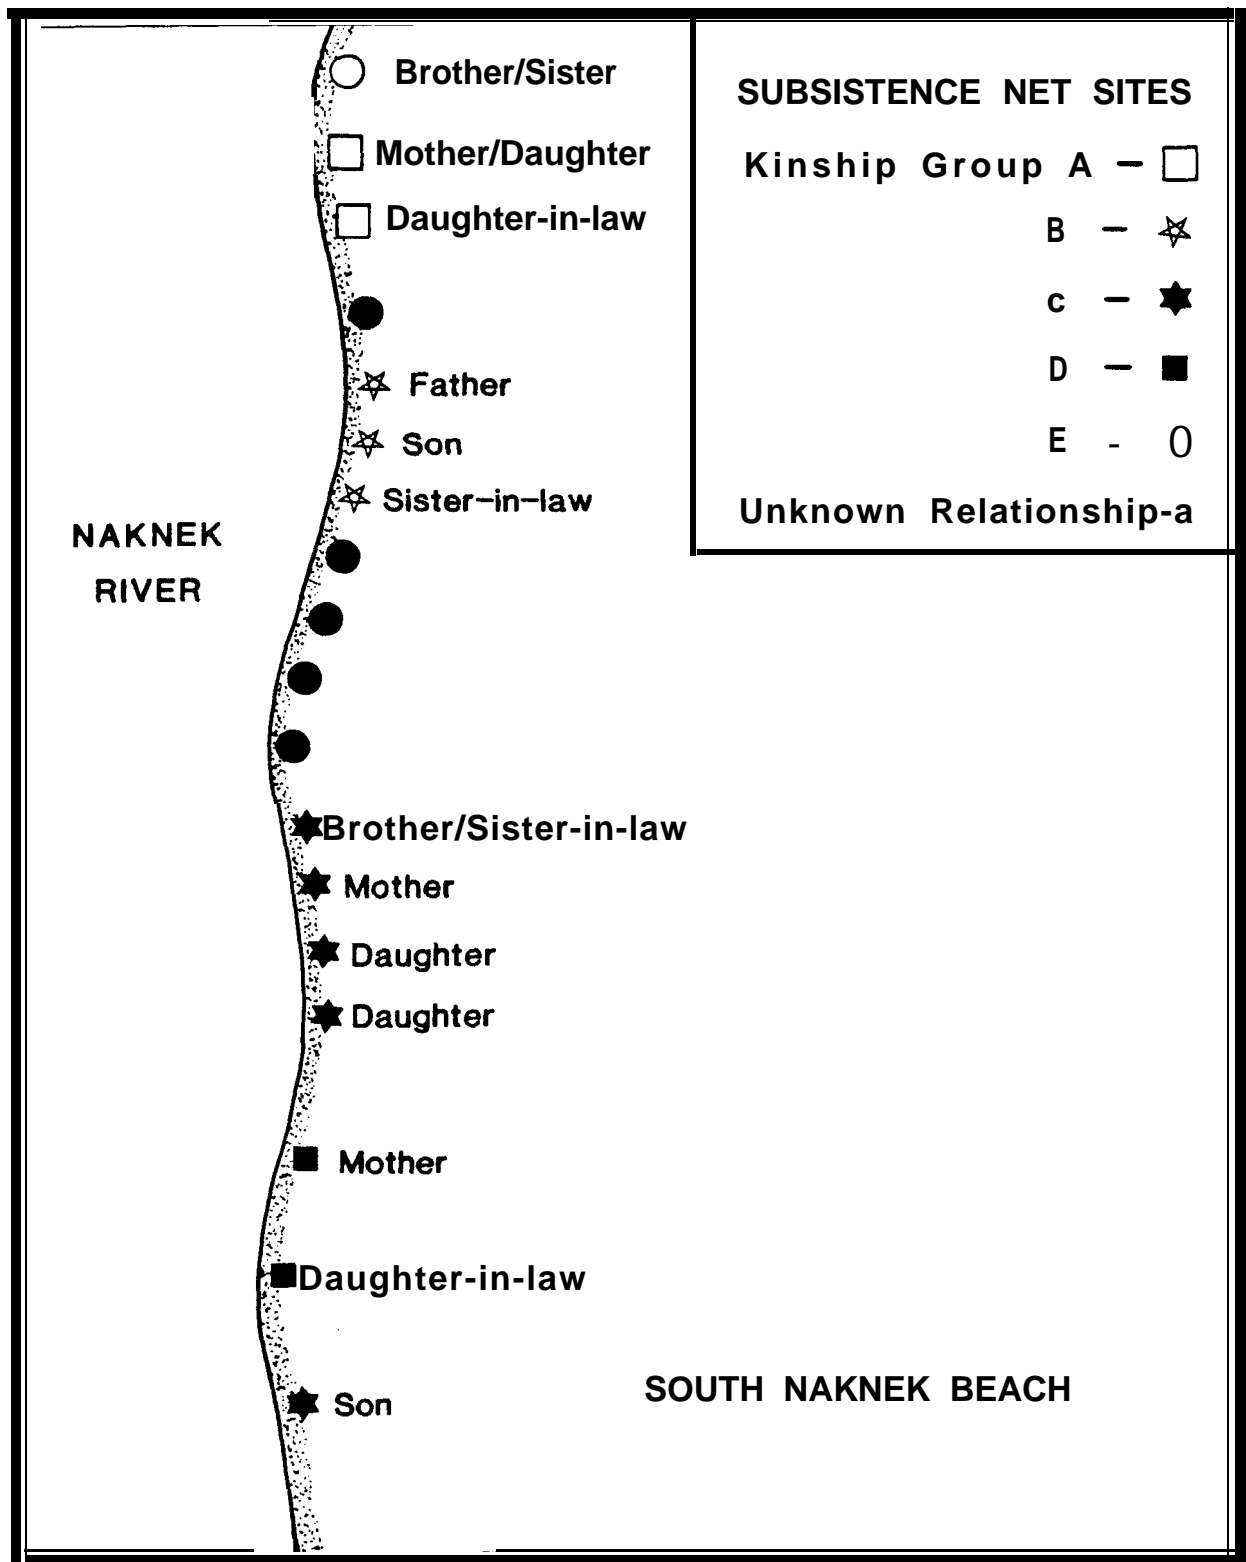 Brother/Sister
Mother/Daughter
Daughter-in-law
Father
Son
Sister-in-law
NAKNEK
RIVER
Brother/Sister-in-law
Mother
Daughter
Daughter
Mother
Daughter-in-law
Son
SOUTH NAKNEK BEACH
SUBSISTENCE NET SITES
Kinship Group A –
B –
c –
D –
E - 0
Unknown Relationship-a